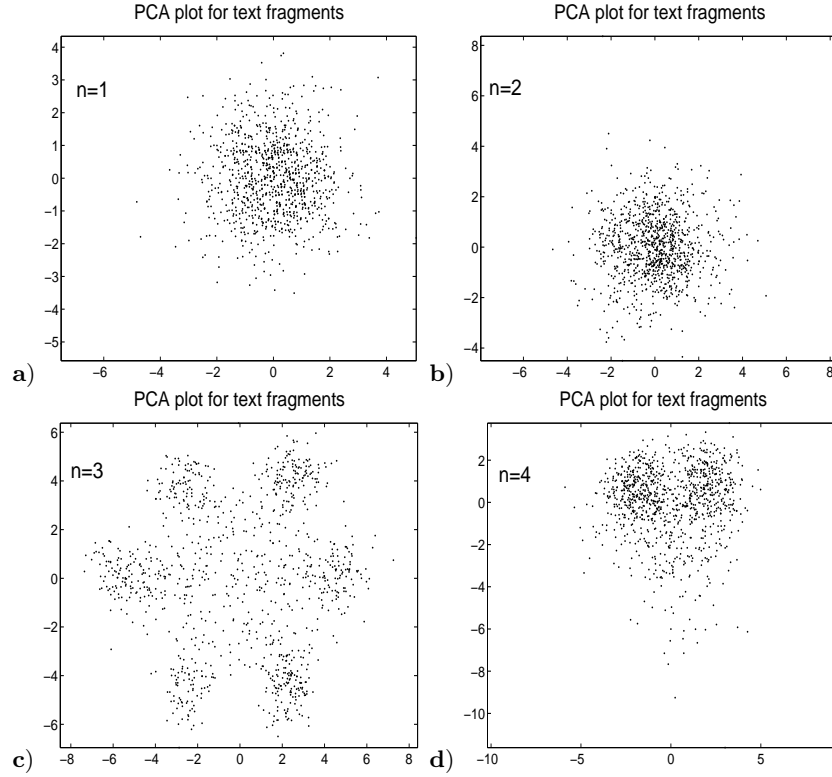 PCA plot for text fragments
n=1
4
3
2
1
0
−1
−2
−3
−4
−5
−6 −4 −2 0 2 4
a)
PCA plot for text fragments
n=2
8
6
4
2
0
−2
−4
−6 −4 −2 0 2 4 6 8
b)
PCA plot for text fragments
n=3
6
4
2
0
−2
−4
−6
−8 −6 −4 −2 0 2 4 6 8
c)
PCA plot for text fragments
n=4
2
0
−2
−4
−6
−8
−10
−10 −5 0 5
d)